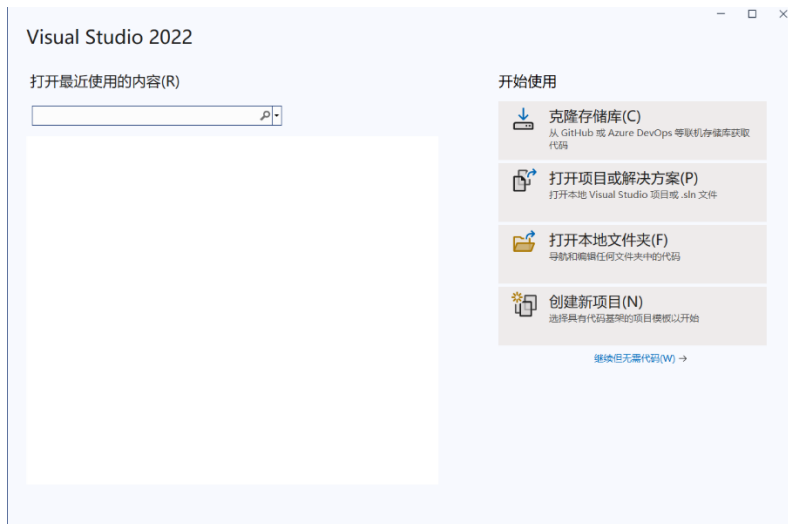 Visual Studio 2022
打开最近使用的内容(R)
开始使用
克隆存储库(C)
从 GitHub 或 Azure DevOps 等联机存储库获取
代码
打开项目或解决方案(P)
打开本地 Visual Studio 项目或 .sln 文件
打开本地文件夹(F)
导航和编辑任何文件夹中的代码
创建新项目(N)
选择具有代码基架的项目模板以开始
继续但无需代码(W) →